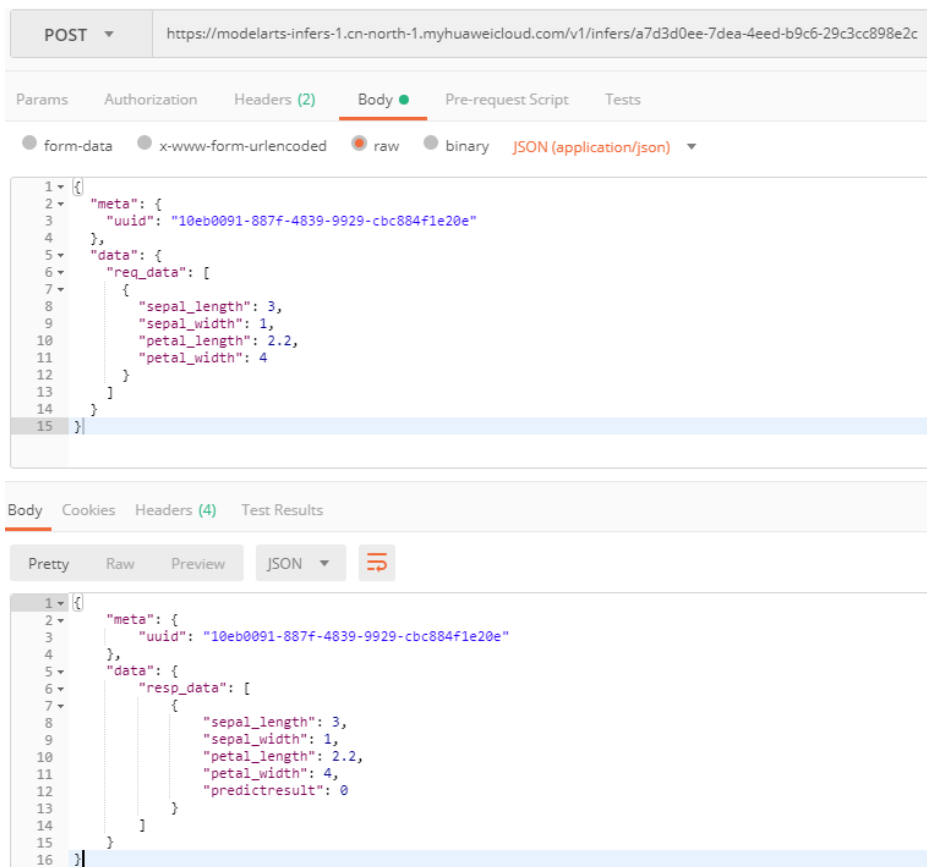 POST https://modelarts-infers-1.cn-north-1.myhuaweicloud.com/v1/infers/a7d3d0ee-7dea-4eed-b9c6-29c3cc898e2c
Params Authorization Headers (2) Body Pre-request Script Tests
form-data x-www-form-urlencoded raw binary JSON (application/json)
1 {
2 "meta": {
3 "uuid": "10eb0091-887f-4839-9929-cbc884f1e20e"
4 },
5 "data": {
6 "req_data": [
7 {
8 "sepal_length": 3,
9 "sepal_width": 1,
10 "petal_length": 2.2,
11 "petal_width": 4
12 }
13 ]
14 }
15 }
Body Cookies Headers (4) Test Results
Pretty Raw Preview JSON
1 {
2 "meta": {
3 "uuid": "10eb0091-887f-4839-9929-cbc884f1e20e"
4 },
5 "data": {
6 "resp_data": [
7 {
8 "sepal_length": 3,
9 "sepal_width": 1,
10 "petal_length": 2.2,
11 "petal_width": 4,
12 "predictresult": 0
13 }
14 ]
15 }
16 }